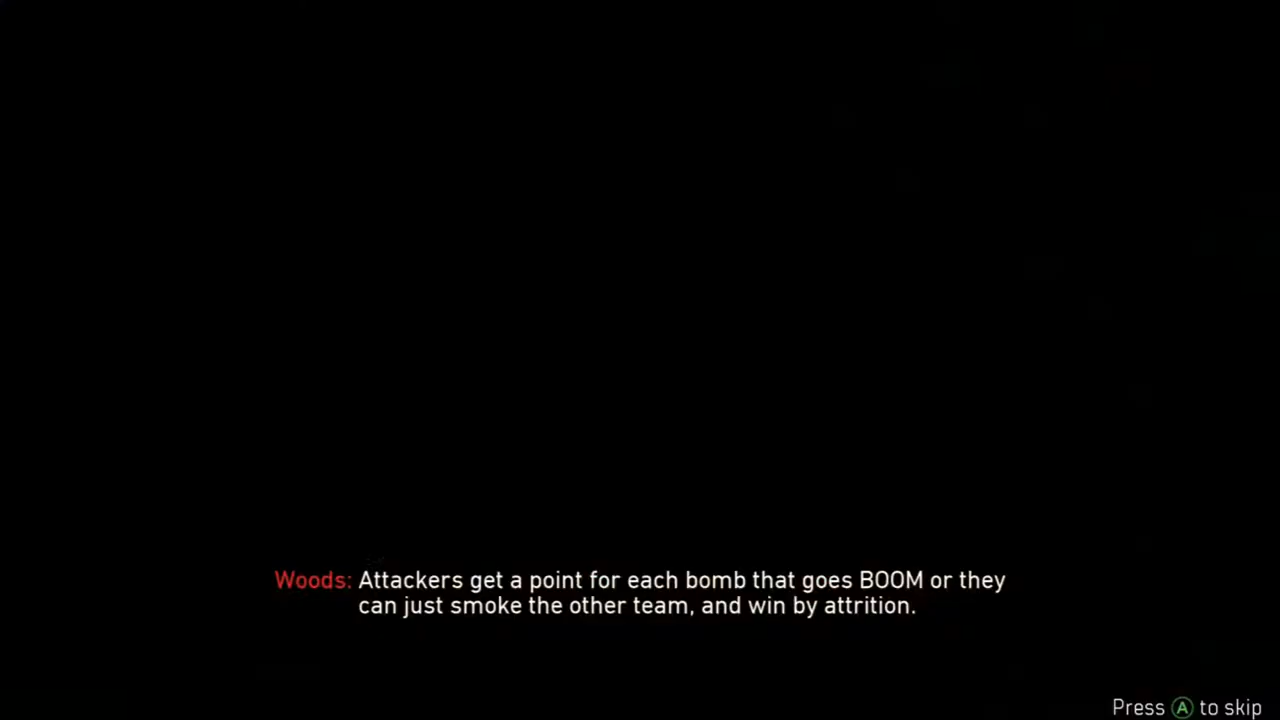 Woods: Attackers get a point for each bomb that goes BOOM or they
can just smoke the other team, and win by attrition.
Press A to skip